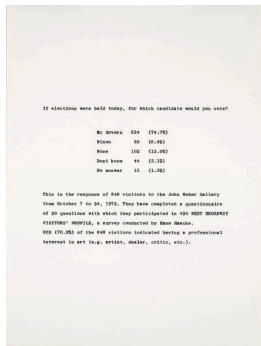 If elections were held today, for which candidate would you vote?
Mc Govern 634 (74.7%)
Nixon 55 (6.4%)
None 102 (12.0%)
Dont know 44 (5.1%)
No answer 13 (1.5%)
This is the response of 848 visitors to the John Weber Gallery
from October 7 to 24, 1972. They have completed a questionnaire
of 20 questions with which they participated in 420 WEST BROADWAY
VISITORS' PROFILE, a survey conducted by Hans Haacke.
(70.9%) of the 848 visitors indicated having a professional
interest in art (e.g. artist, dealer, critic, etc.).